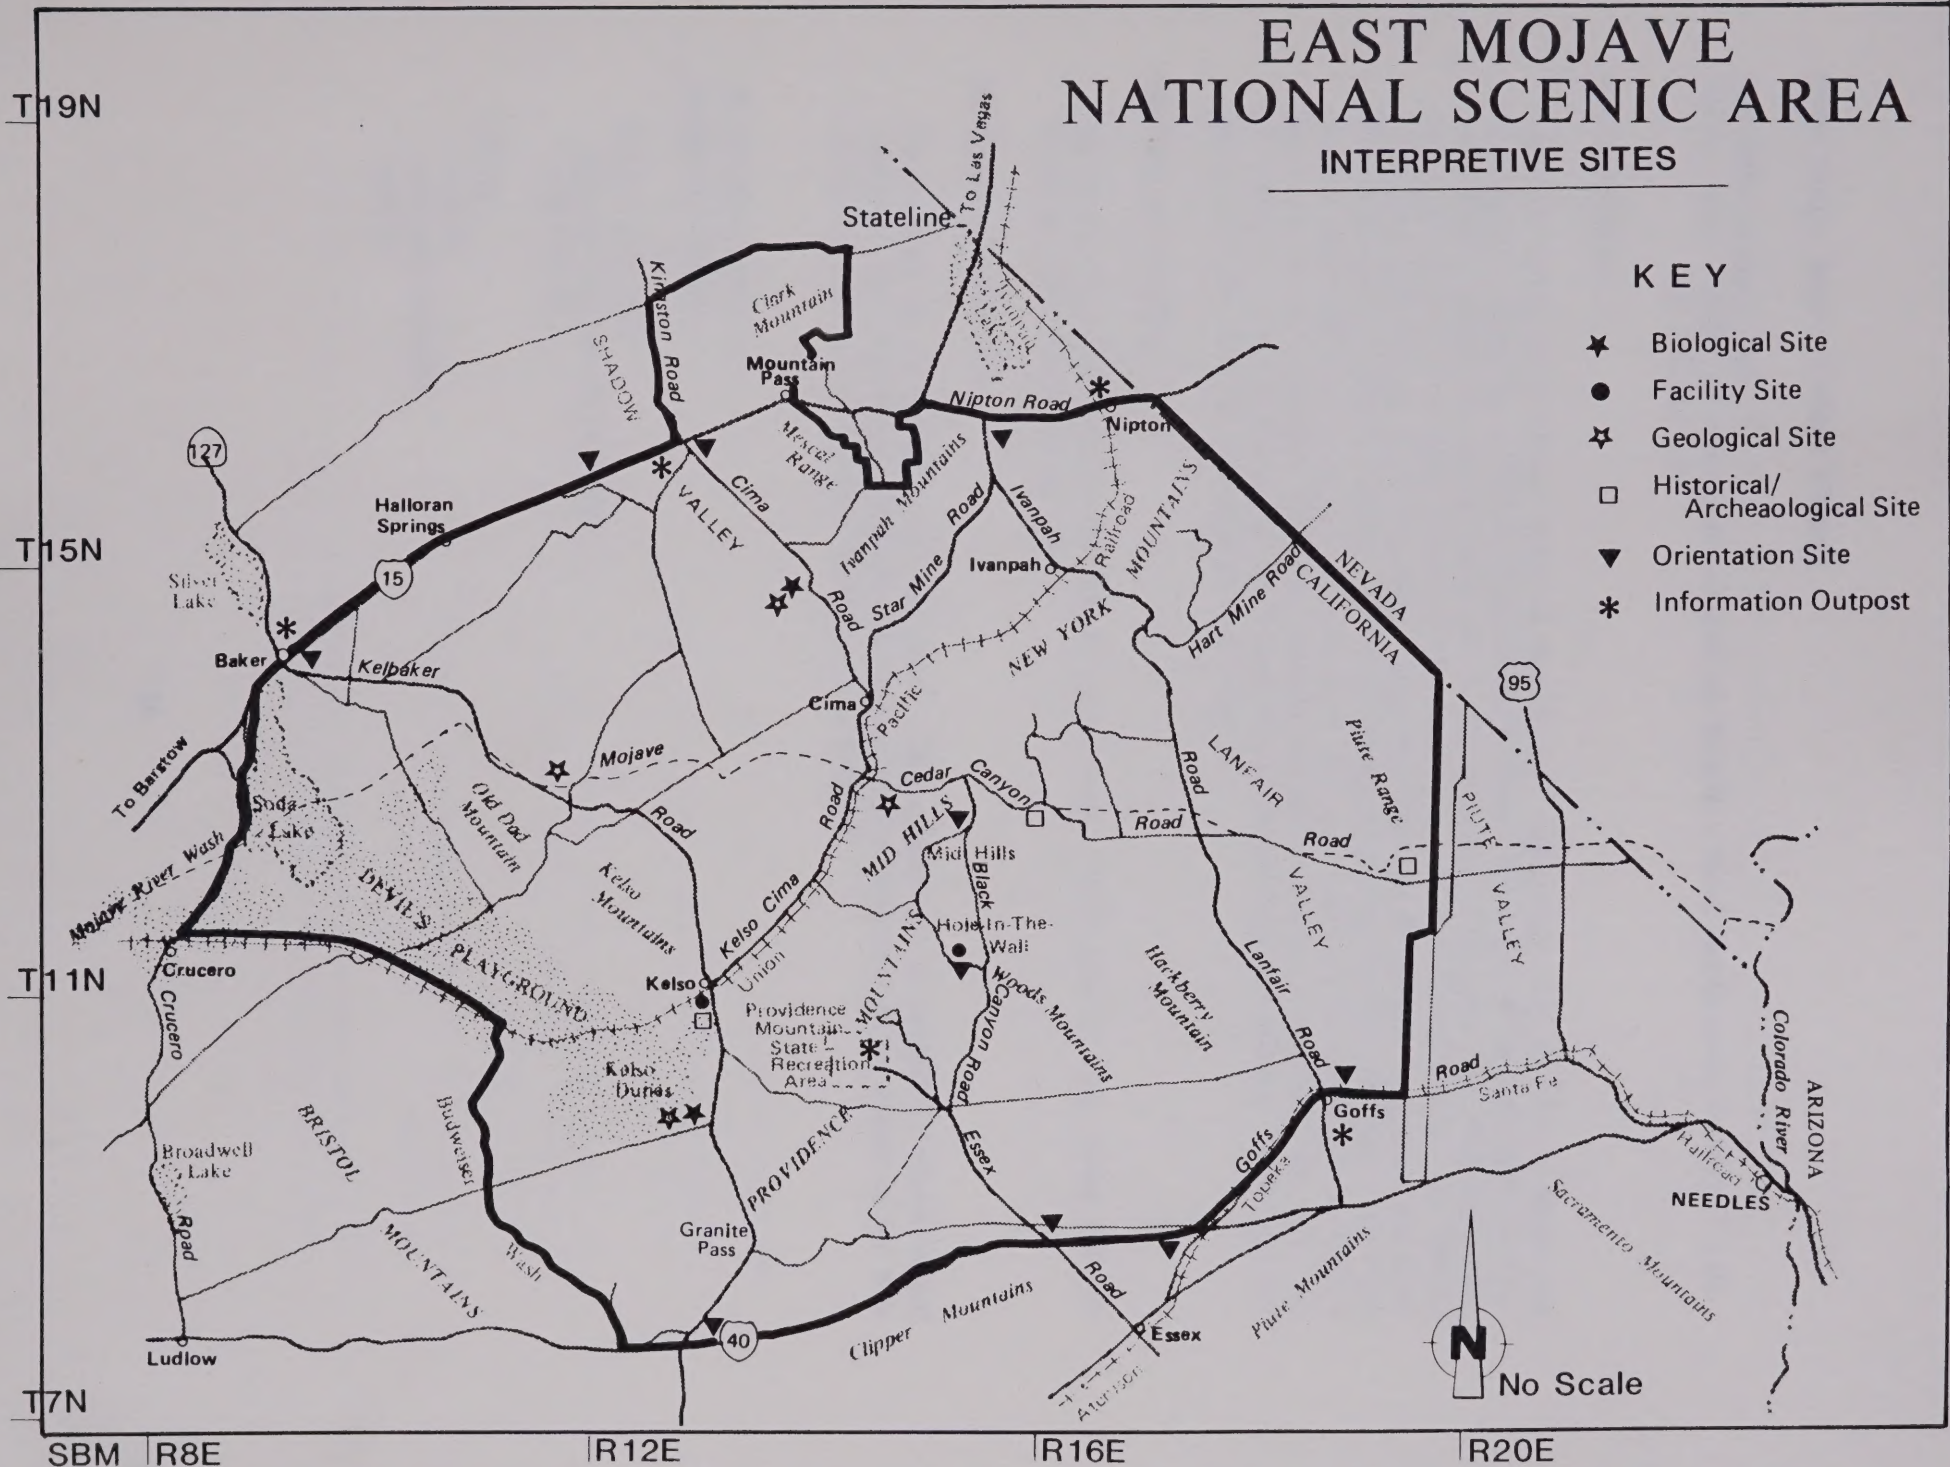 EAST MOJAVE
NATIONAL SCENIC AREA
INTERPRETIVE SITES
KEY
Biological Site
Facility Site
Geological Site
Historical/
Archeaological Site
Orientation Site
Information Outpost
T19N
T15N
T11N
T7N
SBM
R8E
R12E
R16E
R20E
To Las Vegas
Stateline
Kingston Road
Clark
Mountain
SHADOW
VALLEY
Mountain
Pass
Nipton Road
Nipton
Mescal
Range
127
Halloran
Springs
15
Silver
Lake
Baker
Kelbaker
Cima
Road
Ivanpah Mountains
Star Mine Road
Ivanpah
Ivanpah
Railroad
MOUNTAINS
NEW YORK
Hart Mine Road
NEVADA
CALIFORNIA
95
Cima
Pacific
To Barstow
Mojave
Soda
Lake
Old Dad
Mountain
Road
Road
Cedar Canyon
Road
Road
Road
LANFAIR
VALLEY
Piute Range
PIUTE
VALLEY
MID HILLS
Mid Hills
Black
Canyon Road
Mojave River Wash
DEVILS
PLAYGROUND
Kelso
Mountains
Kelso Cima
Union
Hole-In-The-
Wall
Woods Mountains
Hackberry
Mountain
Lanfair
Road
Crucero
Crucero
Road
Kelso
Providence
Mountain
State
Recreation
Area
MOUNTAINS
PROVIDENCE
Kelso
Dunes
BRISTOL
MOUNTAINS
Budweiser
Wash
Broadwell
Lake
Granite
Pass
Essex
Road
Goffs
Goffs
Road
Topeka
Santa Fe
Railroad
Colorado River
ARIZONA
NEEDLES
Sacramento Mountains
Piute Mountains
Clipper Mountains
Essex
Atchison
40
Ludlow
N
No Scale